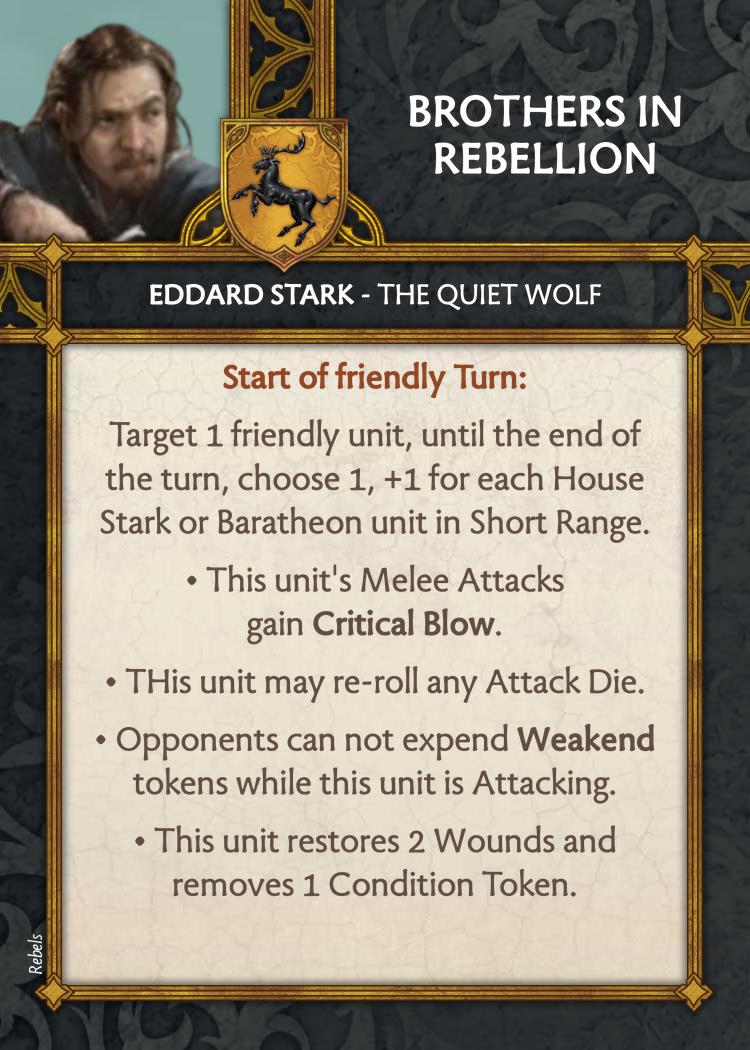 BROTHERS IN
REBELLION
EDDARD STARK - THE QUIET WOLF
Start of friendly Turn:
Target 1 friendly unit, until the end of
the turn, choose 1, +1 for each House
Stark or Baratheon unit in Short Range.
• This unit's Melee Attacks
gain Critical Blow.
• THis unit may re-roll any Attack Die.
• Opponents can not expend Weakend
tokens while this unit is Attacking.
• This unit restores 2 Wounds and
removes 1 Condition Token.
Rebels